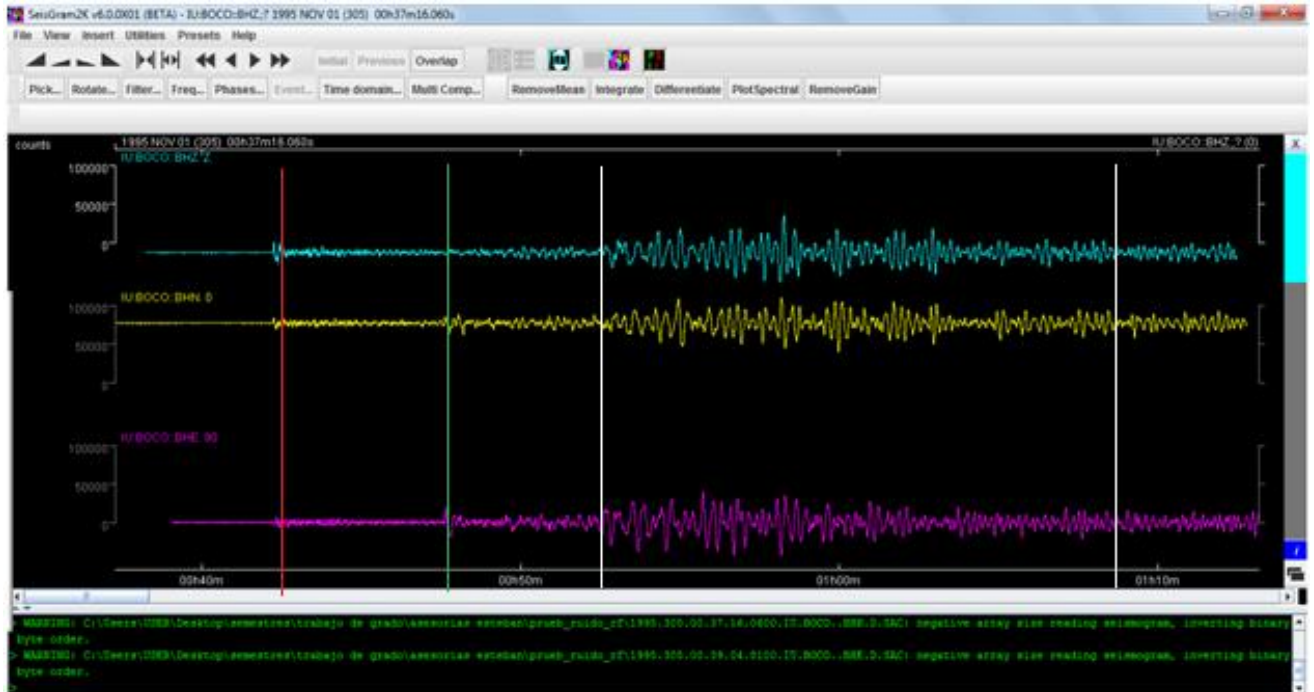 SeisGram2K v6.0.0X01 (BETA) - IU:BOCO::BHZ,;? 1995 NOV 01 (305) 00h37m16.060s
File View Insert Utilities Presets Help
Initial Previous Overlap
Pick... Rotate... Filter... Freq... Phases... Event... Time domain... Multi Comp... RemoveMean Integrate Differentiate PlotSpectral RemoveGain
counts 1995 NOV 01 (305) 00h37m16.060s IU:BOCO::BHZ,;?(0) X
IU:BOCO::BHZ Z
100000
50000
0
IU:BOCO::BHN 0
100000
50000
0
IU:BOCO::BHE 90
100000
50000
0
i
00h40m 00h50m 01h00m 01h10m
> WARNING: C:\Users\USER\Desktop\semestres\trabajo de grado\asesorias esteban\prueb_ruido_rf\1995.305.00.37.16.0600.IU.BOCO..BHN.D.SAC: negative array size reading seismogram, inverting binary
byte order.
> WARNING: C:\Users\USER\Desktop\semestres\trabajo de grado\asesorias esteban\prueb_ruido_rf\1995.305.00.39.04.0100.IU.BOCO..BHE.D.SAC: negative array size reading seismogram, inverting binary
byte order.
>